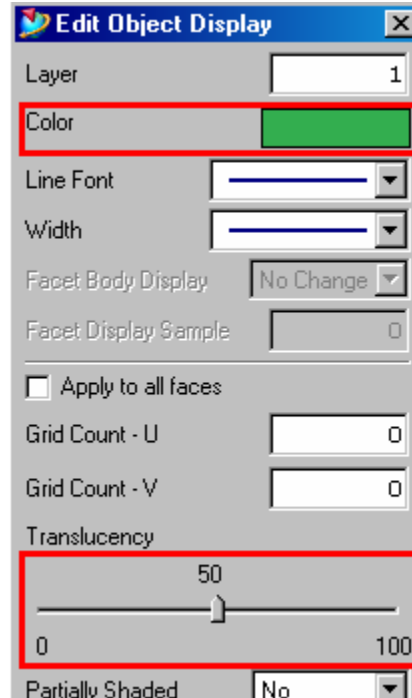 Edit Object Display
Layer 1
Color
Line Font
Width
Facet Body Display No Change
Facet Display Sample 0
Apply to all faces
Grid Count - U 0
Grid Count - V 0
Translucency
50
0 100
Partially Shaded No